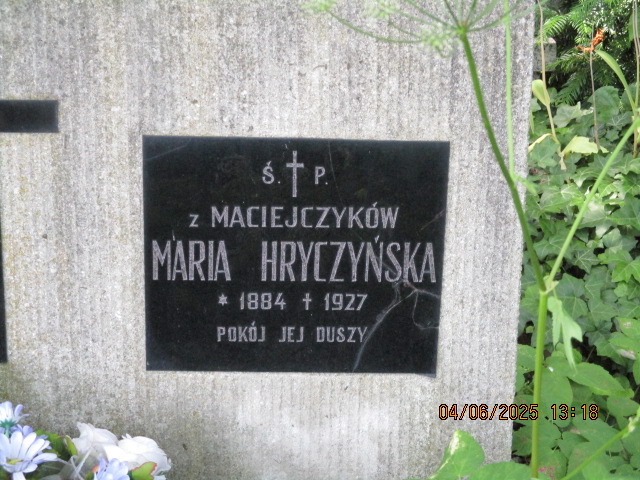 Ś. P.
z MACIEJCZYKÓW
MARIA HRYCZYŃSKA
* 1884 † 1927
POKÓJ JEJ DUSZY
04/06/2025 13:18